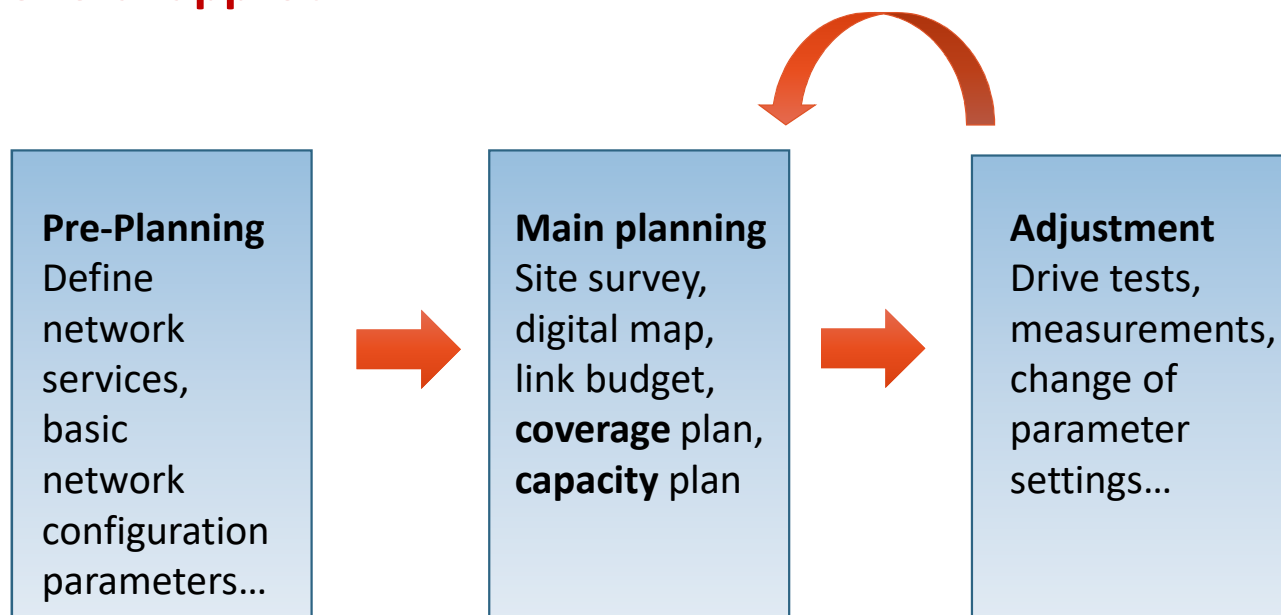 Pre-Planning
Define
network
services,
basic
network
configuration
parameters…
Main planning
Site survey,
digital map,
link budget,
coverage plan,
capacity plan
Adjustment
Drive tests,
measurements,
change of
parameter
settings…